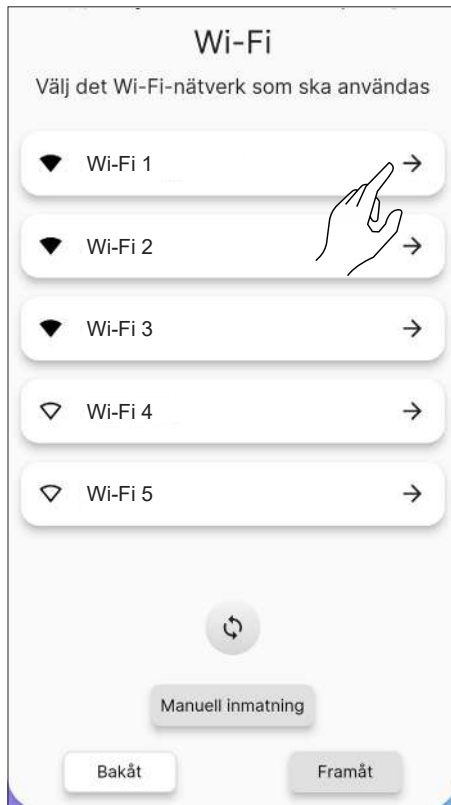 Wi-Fi
Välj det Wi-Fi-nätverk som ska användas
Wi-Fi 1
Wi-Fi 2
Wi-Fi 3
Wi-Fi 4
Wi-Fi 5
Manuell inmatning
Bakåt
Framåt